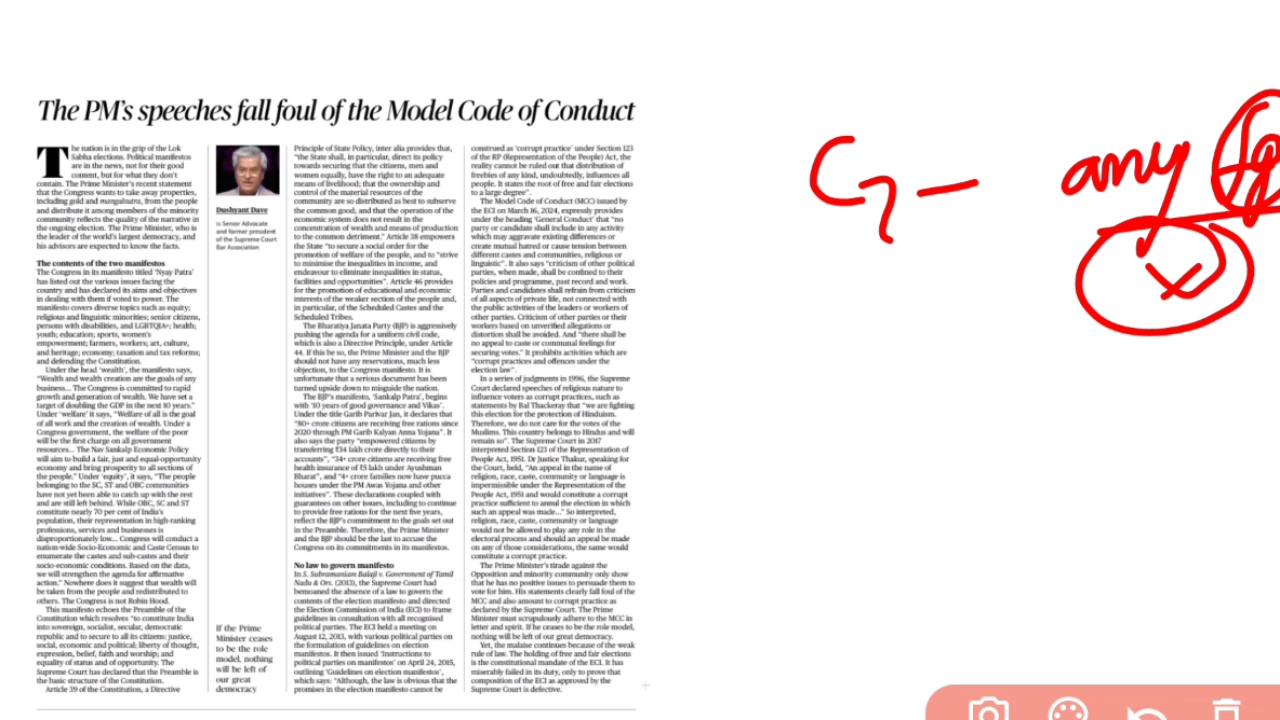 The PM's speeches fall foul of the Model Code of Conduct
The nation is in the grip of the Lok
Sabha elections. Political manifestos
are in the news, not for their good
content, but for what they don't
contain. The Prime Minister's recent statement
that the Congress wants to take away properties,
including gold and mangalsutra, from the people
and distribute it among members of the minority
community reflects the quality of the narrative in
the ongoing election. The Prime Minister, who is
the leader of the world's largest democracy, and
his advisors are expected to know the facts.
The contents of the two manifestos
The Congress in its manifesto titled 'Nyay Patra'
has listed out the various issues facing the
country and has declared its aims and objectives
in dealing with them if voted to power. The
manifesto covers diverse topics such as equity;
religious and linguistic minorities; senior citizens,
persons with disabilities, and LGBTQIA+; health;
youth; education; sports, women's
empowerment; farmers, workers; art, culture,
and heritage; economy; taxation and tax reforms;
and defending the Constitution.
Under the head 'wealth', the manifesto says,
"Wealth and wealth creation are the goals of any
business... The Congress is committed to rapid
growth and generation of wealth. We have set a
target of doubling the GDP in the next 10 years."
Under 'welfare' it says, "Welfare of all is the goal
of all work and the creation of wealth. Under a
Congress government, the welfare of the poor
will be the first charge on all government
resources... The Nav Sankalp Economic Policy
will aim to build a fair, just and equal-opportunity
economy and bring prosperity to all sections of
the people." Under 'equity', it says, "The people
belonging to the SC, ST and OBC communities
have not yet been able to catch up with the rest
and are still left behind. While OBC, SC and ST
constitute nearly 70 per cent of India's
population, their representation in high-ranking
professions, services and businesses is
disproportionately low... Congress will conduct a
nation-wide Socio-Economic and Caste Census to
enumerate the castes and sub-castes and their
socio-economic conditions. Based on the data,
we will strengthen the agenda for affirmative
action." Nowhere does it suggest that wealth will
be taken from the people and redistributed to
others. The Congress is not Robin Hood.
This manifesto echoes the Preamble of the
Constitution which resolves "to constitute India
into sovereign, socialist, secular, democratic
republic and to secure to all its citizens: justice,
social, economic and political; liberty of thought,
expression, belief, faith and worship; and
equality of status and of opportunity. The
Supreme Court has declared that the Preamble is
the basic structure of the Constitution.
Article 39 of the Constitution, a Directive
Dushyant Dave
is Senior Advocate
and former president
of the Supreme Court
Bar Association
If the Prime
Minister ceases
to be the role
model, nothing
will be left of
our great
democracy
Principle of State Policy, inter alia provides that,
"the State shall, in particular, direct its policy
towards securing that the citizens, men and
women equally, have the right to an adequate
means of livelihood; that the ownership and
control of the material resources of the
community are so distributed as best to subserve
the common good; and that the operation of the
economic system does not result in the
concentration of wealth and means of production
to the common detriment." Article 38 empowers
the State "to secure a social order for the
promotion of welfare of the people, and to "strive
to minimise the inequalities in income, and
endeavour to eliminate inequalities in status,
facilities and opportunities". Article 46 provides
for the promotion of educational and economic
interests of the weaker section of the people and,
in particular, of the Scheduled Castes and the
Scheduled Tribes.
The Bharatiya Janata Party (BJP) is aggressively
pushing the agenda for a uniform civil code,
which is also a Directive Principle, under Article
44. If this be so, the Prime Minister and the BJP
should not have any reservations, much less
objection, to the Congress manifesto. It is
unfortunate that a serious document has been
turned upside down to misguide the nation.
The BJP's manifesto, 'Sankalp Patra', begins
with '10 years of good governance and Vikas'.
Under the title Garib Parivar Jan, it declares that
"80+ crore citizens are receiving free rations since
2020 through PM Garib Kalyan Anna Yojana". It
also says the party "empowered citizens by
transferring ₹34 lakh crore directly to their
accounts", "34+ crore citizens are receiving free
health insurance of ₹5 lakh under Ayushman
Bharat", and "4+ crore families now have pucca
houses under the PM Awas Yojana and other
initiatives". These declarations coupled with
guarantees on other issues, including to continue
to provide free rations for the next five years,
reflect the BJP's commitment to the goals set out
in the Preamble. Therefore, the Prime Minister
and the BJP should be the last to accuse the
Congress on its commitments in its manifestos.
No law to govern manifesto
In S. Subramaniam Balaji v. Government of Tamil
Nadu & Ors. (2013), the Supreme Court had
bemoaned the absence of a law to govern the
contents of the election manifesto and directed
the Election Commission of India (ECI) to frame
guidelines in consultation with all recognised
political parties. The ECI held a meeting on
August 12, 2013, with various political parties on
the formulation of guidelines on election
manifesto. It then issued 'Instructions to
political parties on manifestos' on April 24, 2015,
outlining 'Guidelines on election manifestos',
which says: "Although, the law is obvious that the
promises in the election manifesto cannot be
construed as 'corrupt practice' under Section 123
of the RP (Representation of the People) Act, the
reality cannot be ruled out that distribution of
freebies of any kind, undoubtedly, influences all
people. It states the root of free and fair elections
to a large degree".
The Model Code of Conduct (MCC) issued by
the ECI on March 16, 2024, expressly provides
under the heading 'General Conduct' that "no
party or candidate shall include in any activity
which may aggravate existing differences or
create mutual hatred or cause tension between
different castes and communities, religious or
linguistic". It also says "criticism of other political
parties, when made, shall be confined to their
policies and programme, past record and work.
Parties and candidates shall refrain from criticism
of all aspects of private life, not connected with
the public activities of the leaders or workers of
other parties. Criticism of other parties or their
workers based on unverified allegations or
distortion shall be avoided. And "there shall be
no appeal to caste or communal feelings for
securing votes." It prohibits activities which are
"corrupt practices and offences under the
election law".
In a series of judgments in 1996, the Supreme
Court declared speeches of religious nature to
influence voters as corrupt practices, such as
statements by Bal Thackeray that "we are fighting
this election for the protection of Hinduism.
Therefore, we do not care for the votes of the
Muslims. This country belongs to Hindus and will
remain so". The Supreme Court in 2017
interpreted Section 123 of the Representation of
People Act, 1951. Dr Justice Thakur, speaking for
the Court, held, "An appeal in the name of
religion, race, caste, community or language is
impermissible under the Representation of the
People Act, 1951 and would constitute a corrupt
practice sufficient to annul the election in which
such an appeal was made..." So interpreted,
religion, race, caste, community or language
would not be allowed to play any role in the
electoral process and should an appeal be made
on any of those considerations, the same would
constitute a corrupt practice.
The Prime Minister's tirade against the
Opposition and minority community only show
that he has no positive issues to persuade them to
vote for him. His statements clearly fall foul of the
MCC and also amount to corrupt practice as
declared by the Supreme Court. The Prime
Minister must scrupulously adhere to the MCC in
letter and spirit. If he ceases to be the role model,
nothing will be left of our great democracy.
Yet, the malaise continues because of the weak
rule of law. The holding of free and fair elections
is the constitutional mandate of the ECI. It has
miserably failed in its duty, only to prove that
composition of the ECI as approved by the
Supreme Court is defective.
G - any